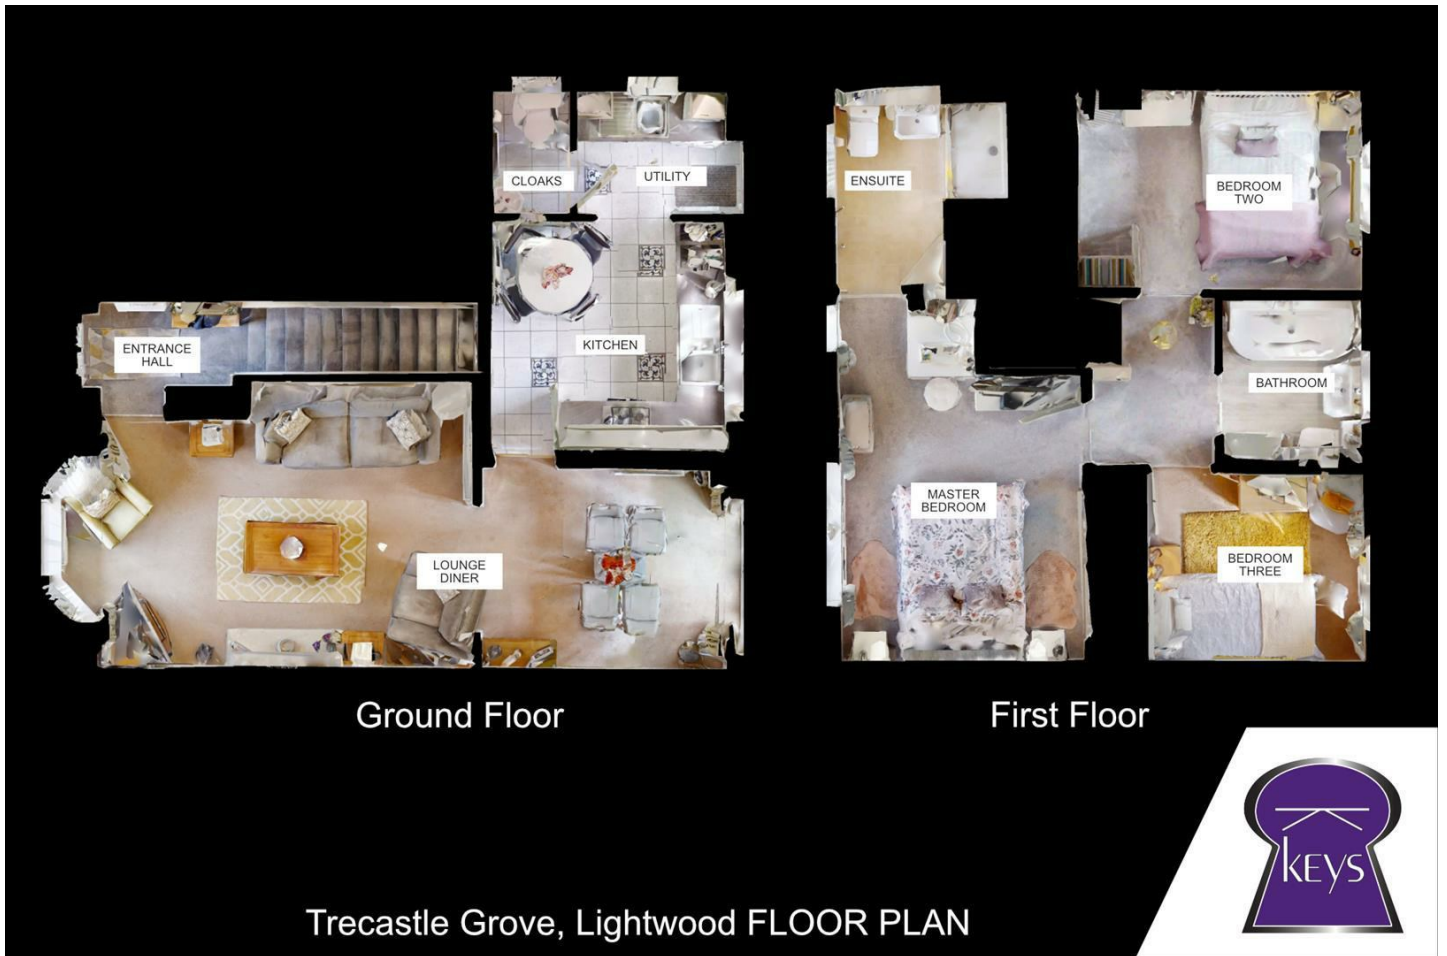 CLOAKS
UTILITY
ENTRANCE
HALL
KITCHEN
LOUNGE
DINER
Ground Floor
ENSUITE
BEDROOM
TWO
BATHROOM
MASTER
BEDROOM
BEDROOM
THREE
First Floor
KEYS
Trecastle Grove, Lightwood FLOOR PLAN